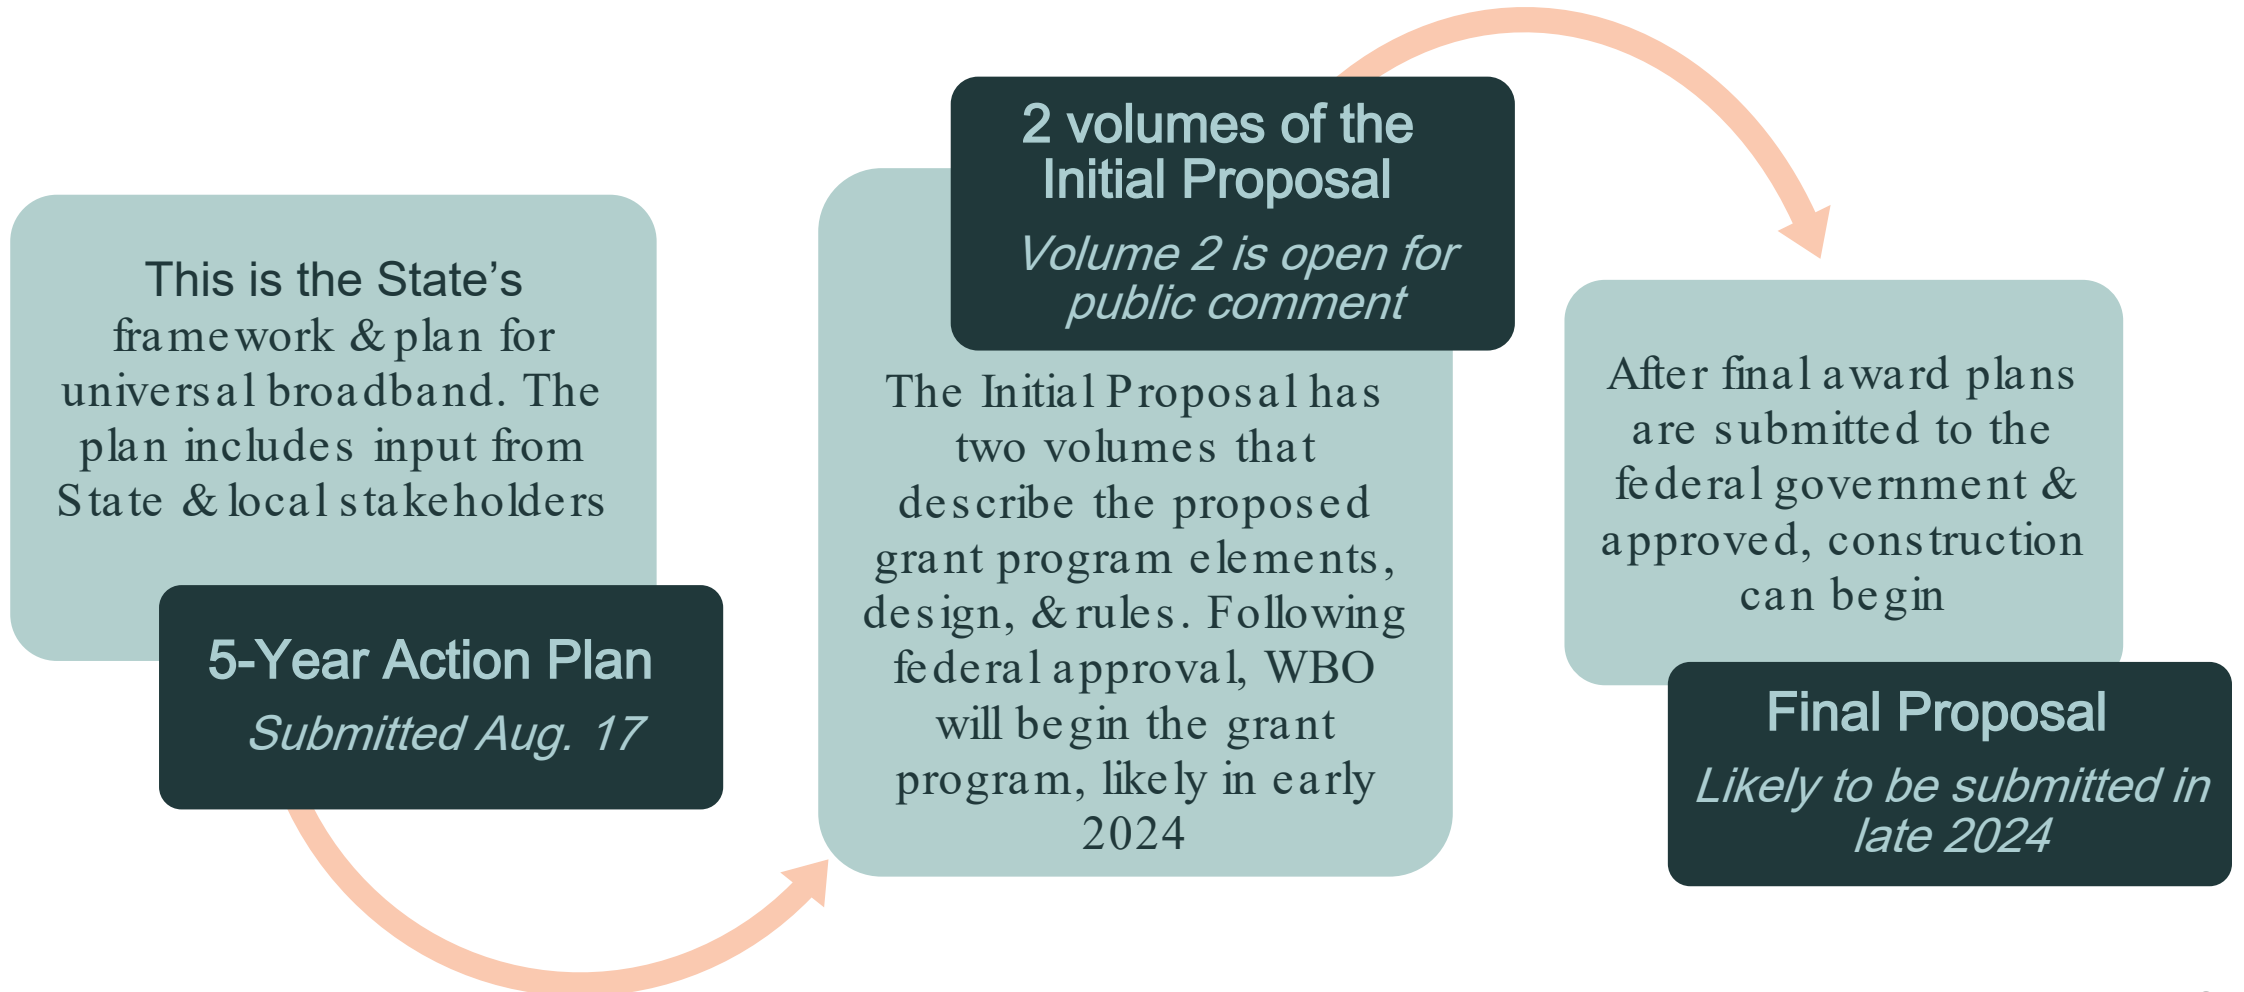 This is the State’s
framework & plan for
universal broadband. The
plan includes input from
State & local stakeholders
5-Year Action Plan
Submitted Aug. 17
2 volumes of the
Initial Proposal
Volume 2 is open for
public comment
The Initial Proposal has
two volumes that
describe the proposed
grant program elements,
design, & rules. Following
federal approval, WBO
will begin the grant
program, likely in early
2024
After final award plans
are submitted to the
federal government &
approved, construction
can begin
Final Proposal
Likely to be submitted in
late 2024